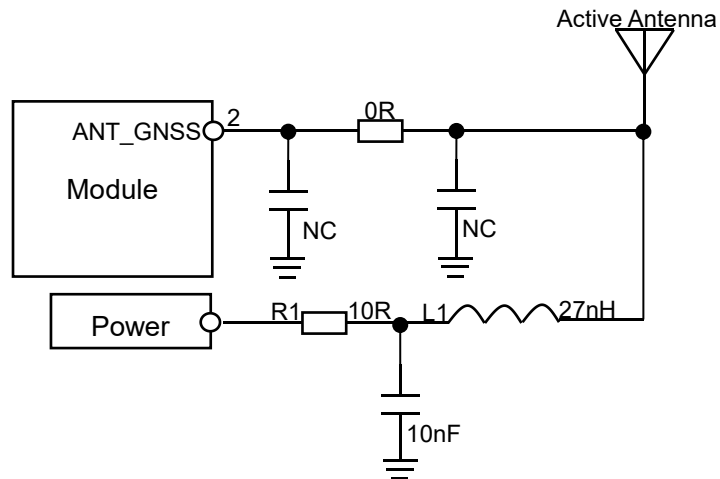 Active Antenna
0R
2
ANT_GNSS
Module
NC
NC
R1
10R
L1
27nH
Power
10nF